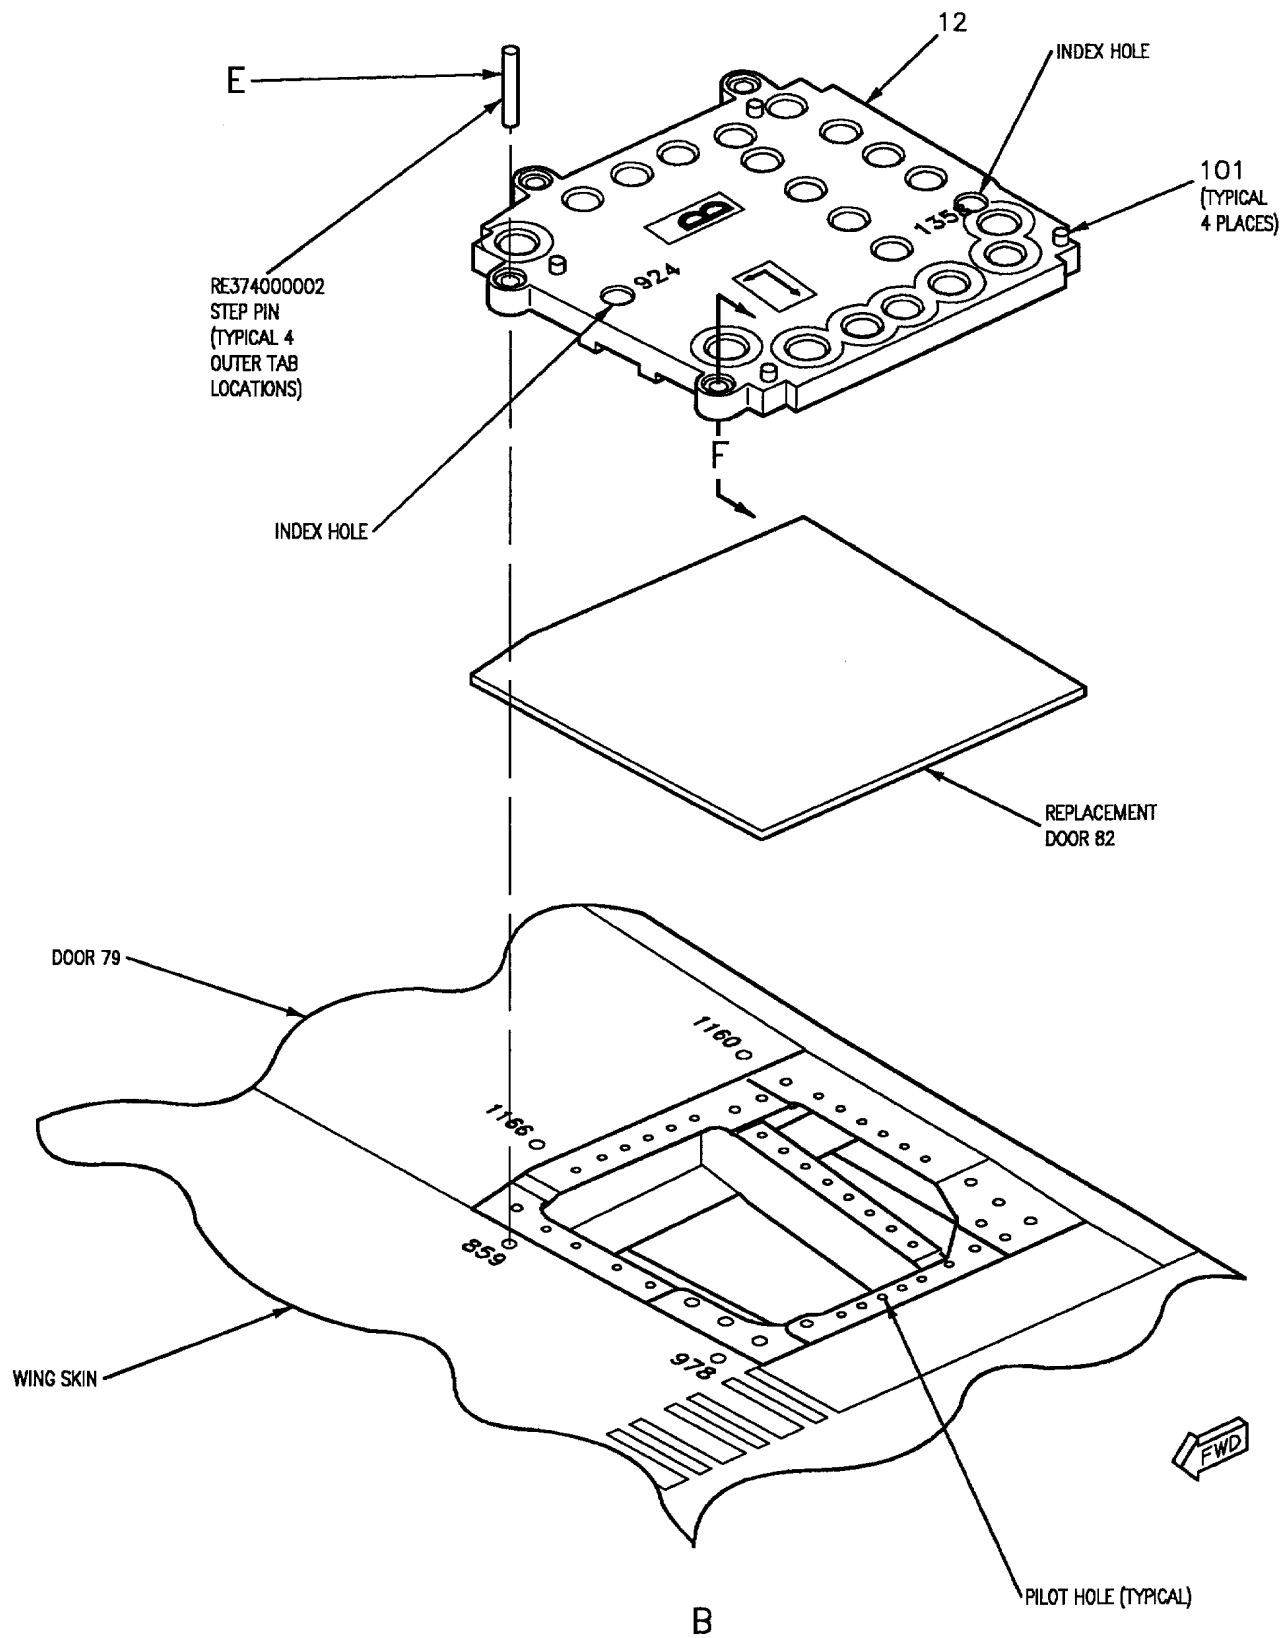 12
INDEX HOLE
E
101
(TYPICAL
4 PLACES)
B
1358
924
RE374000002
STEP PIN
(TYPICAL 4
OUTER TAB
LOCATIONS)
F
INDEX HOLE
REPLACEMENT
DOOR 82
DOOR 79
1160
1166
859
978
WING SKIN
FWD
PILOT HOLE (TYPICAL)
B